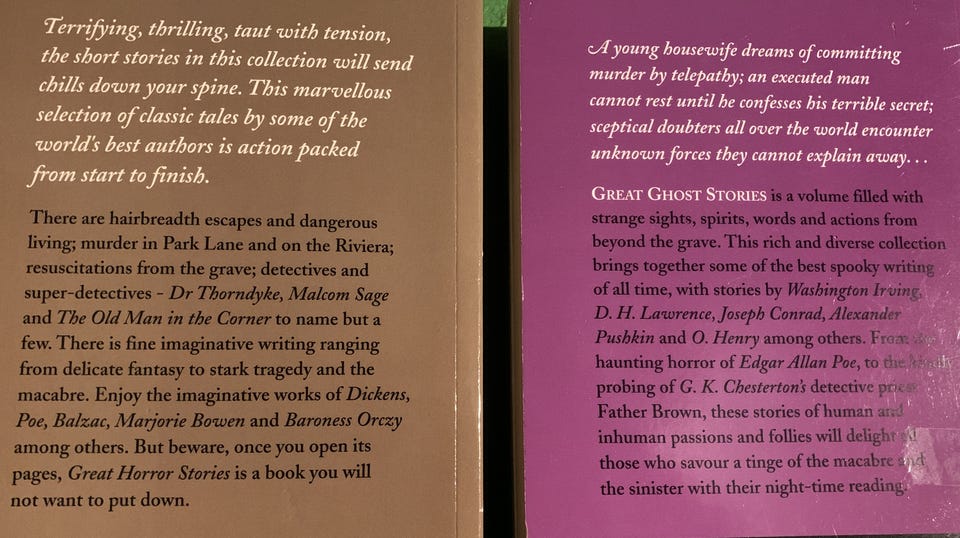 Terrifying, thrilling, taut with tension,
the short stories in this collection will send
chills down your spine. This marvellous
selection of classic tales by some of the
world's best authors is action packed
from start to finish.
There are hairbreadth escapes and dangerous
living; murder in Park Lane and on the Riviera;
resuscitations from the grave; detectives and
super-detectives - Dr Thorndyke, Malcom Sage
and The Old Man in the Corner to name but a
few. There is fine imaginative writing ranging
from delicate fantasy to stark tragedy and the
macabre. Enjoy the imaginative works of Dickens,
Poe, Balzac, Marjorie Bowen and Baroness Orczy
among others. But beware, once you open its
pages, Great Horror Stories is a book you will
not want to put down.
A young housewife dreams of committing
murder by telepathy; an executed man
cannot rest until he confesses his terrible secret;
sceptical doubters all over the world encounter
unknown forces they cannot explain away...
GREAT GHOST STORIES is a volume filled with
strange sights, spirits, words and actions from
beyond the grave. This rich and diverse collection
brings together some of the best spooky writing
of all time, with stories by Washington Irving,
D. H. Lawrence, Joseph Conrad, Alexander
Pushkin and O. Henry among others. From the
haunting horror of Edgar Allan Poe, to the
probing of G. K. Chesterton's detective priest
Father Brown, these stories of human and
inhuman passions and follies will delight all
those who savour a tinge of the macabre and
the sinister with their night-time reading.